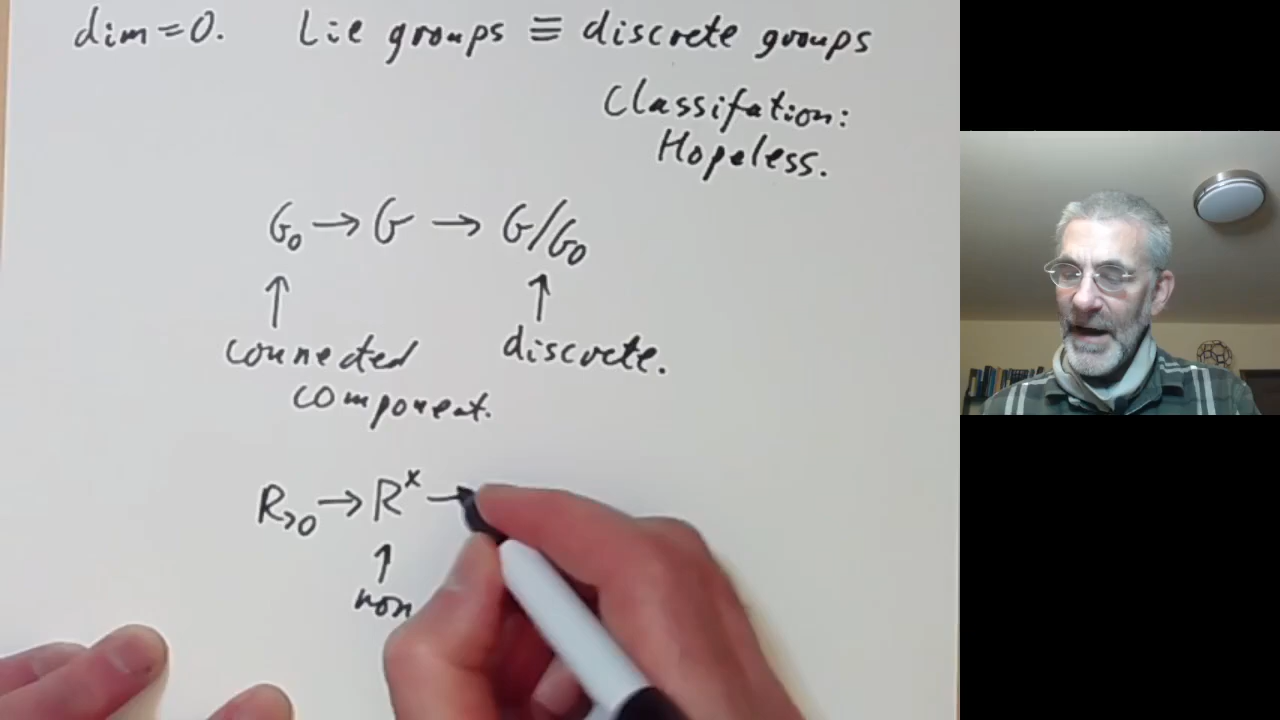 dim=0. Lie groups ≡ discrete groups
Classifation:
Hopeless.
G₀ → G → G/G₀
↑ ↑
connected discrete.
component.
R>0 → R^x →
↑
non